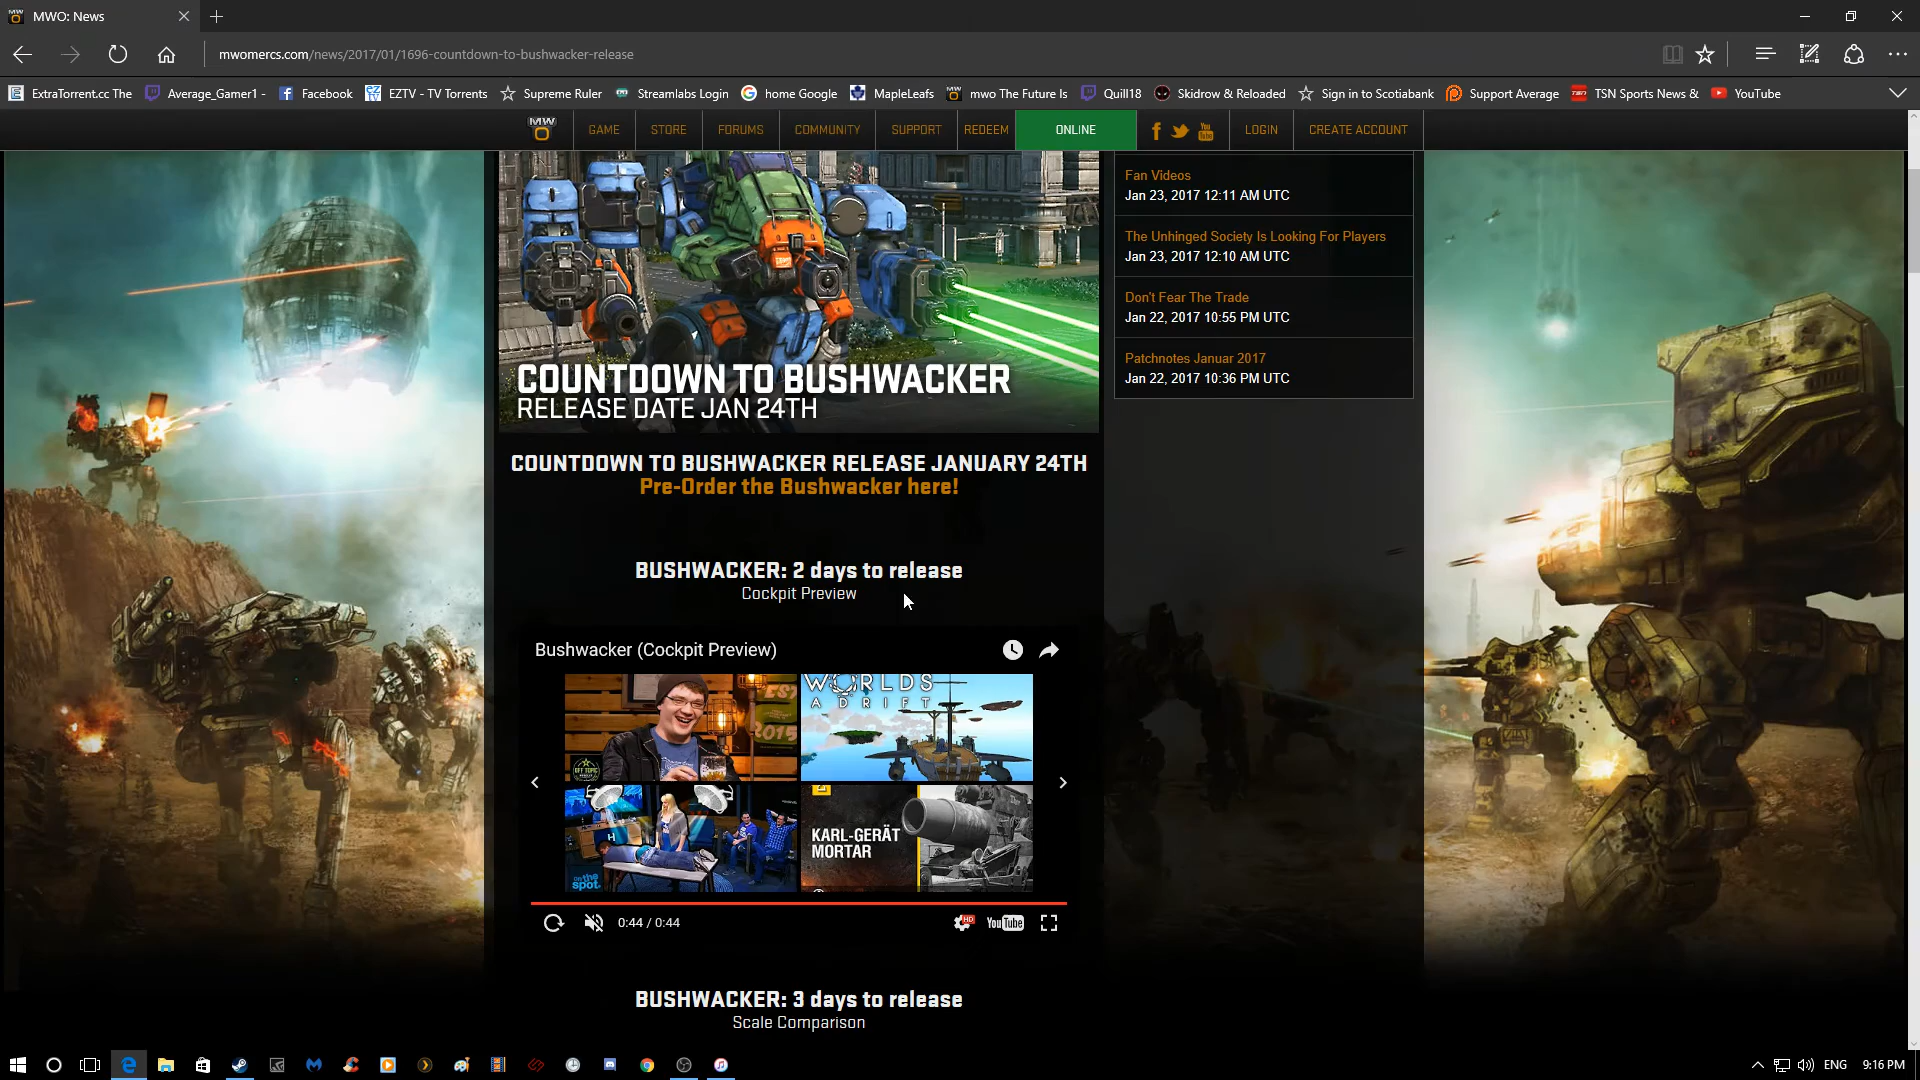 MWO: News
mwomercs.com/news/2017/01/1696-countdown-to-bushwacker-release
ExtraTorrent.cc The
Average_Gamer1 -
Facebook
EZTV - TV Torrents
Supreme Ruler
Streamlabs Login
home Google
MapleLeafs
mwo The Future Is
Quill18
Skidrow & Reloaded
Sign in to Scotiabank
Support Average
TSN Sports News &
YouTube
MW
GAME
STORE
FORUMS
COMMUNITY
SUPPORT
REDEEM
ONLINE
You Tube
LOGIN
CREATE ACCOUNT
COUNTDOWN TO BUSHWACKER
RELEASE DATE JAN 24TH
COUNTDOWN TO BUSHWACKER RELEASE JANUARY 24TH
Pre-Order the Bushwacker here!
BUSHWACKER: 2 days to release
Cockpit Preview
Bushwacker (Cockpit Preview)
WORLDS
ADRIFT
2015
on the
spot
KARL-GERÄT
MORTAR
0:44 / 0:44
HD
YouTube
BUSHWACKER: 3 days to release
Scale Comparison
Fan Videos
Jan 23, 2017 12:11 AM UTC
The Unhinged Society Is Looking For Players
Jan 23, 2017 12:10 AM UTC
Don't Fear The Trade
Jan 22, 2017 10:55 PM UTC
Patchnotes Januar 2017
Jan 22, 2017 10:36 PM UTC
ENG
9:16 PM